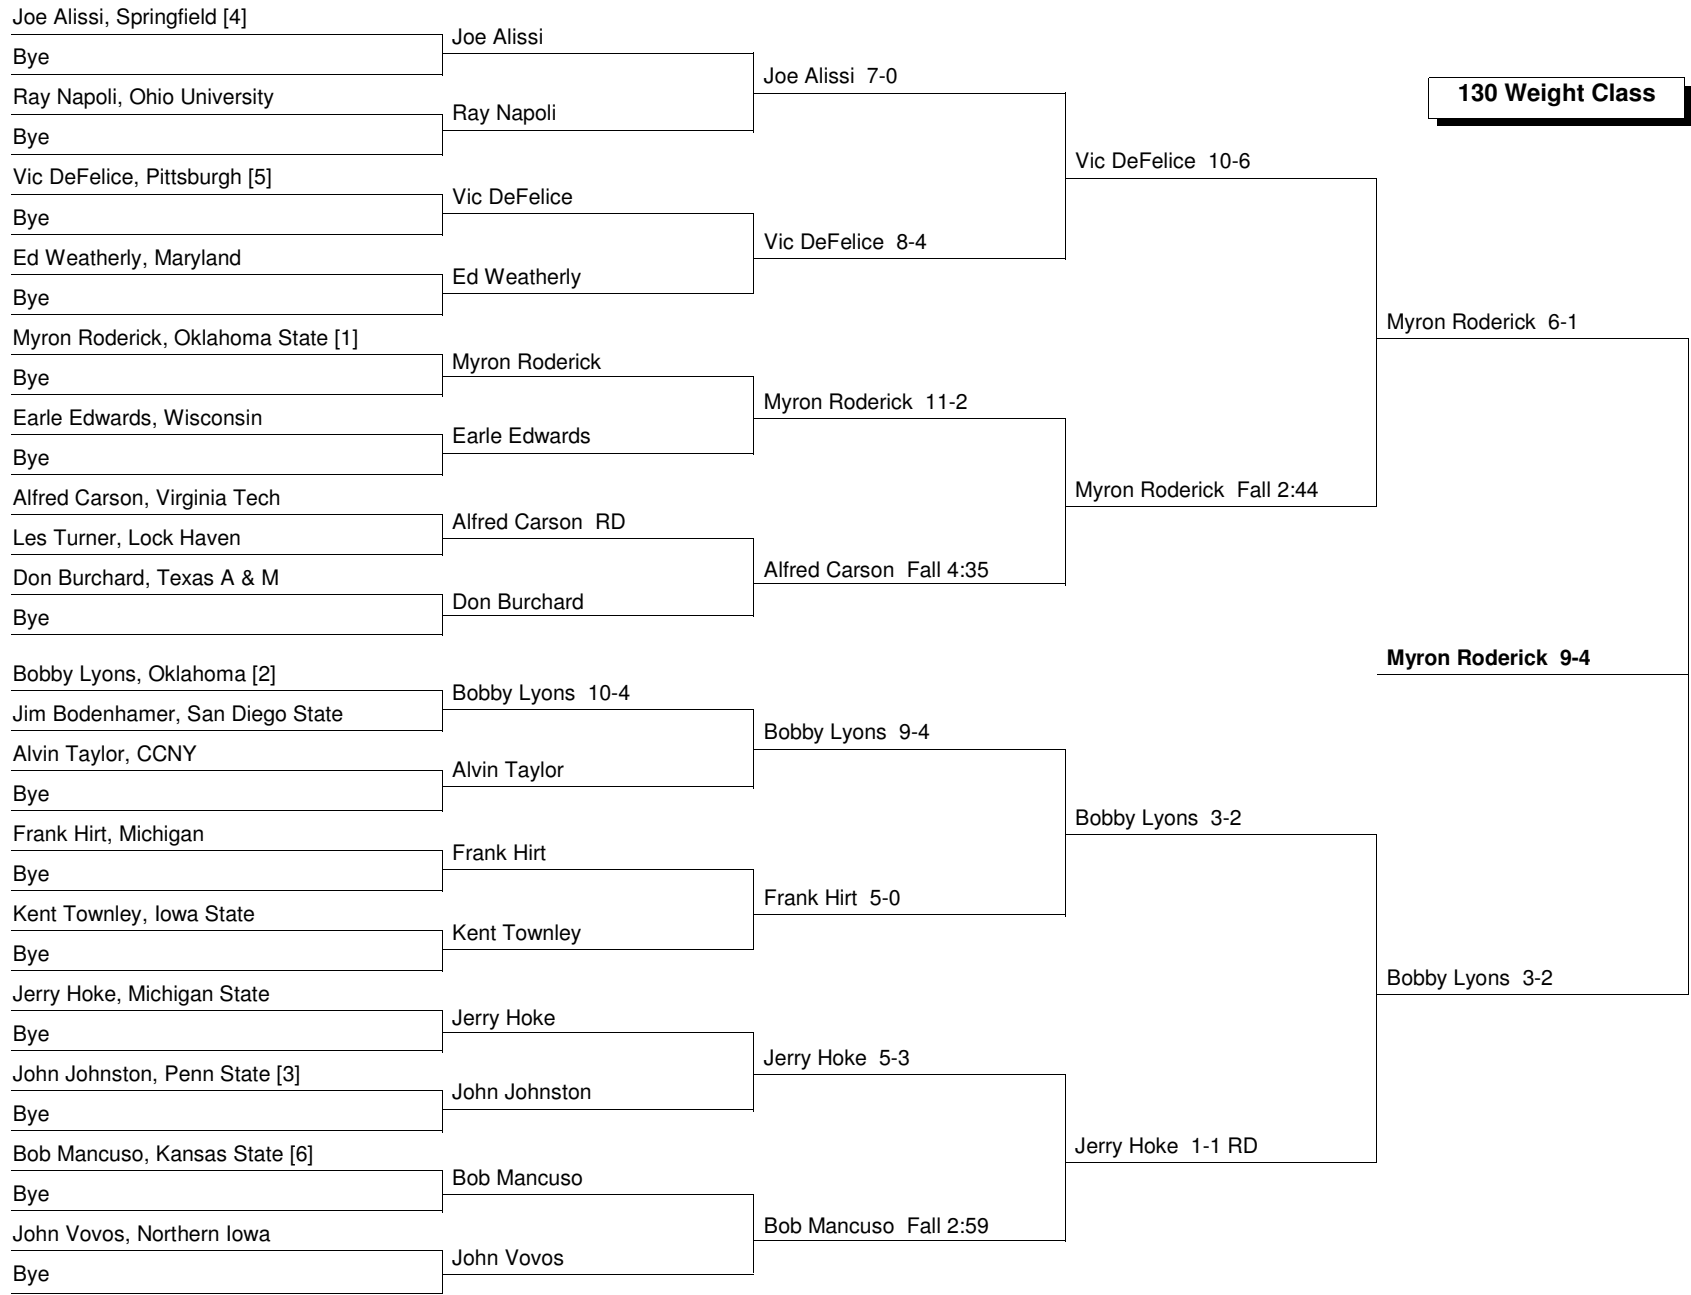 Joe Alissi, Springfield [4]
Bye
Ray Napoli, Ohio University
Bye
Vic DeFelice, Pittsburgh [5]
Bye
Ed Weatherly, Maryland
Bye
Myron Roderick, Oklahoma State [1]
Bye
Earle Edwards, Wisconsin
Bye
Alfred Carson, Virginia Tech
Les Turner, Lock Haven
Don Burchard, Texas A & M
Bye
Bobby Lyons, Oklahoma [2]
Jim Bodenhamer, San Diego State
Alvin Taylor, CCNY
Bye
Frank Hirt, Michigan
Bye
Kent Townley, Iowa State
Bye
Jerry Hoke, Michigan State
Bye
John Johnston, Penn State [3]
Bye
Bob Mancuso, Kansas State [6]
Bye
John Vovos, Northern Iowa
Bye
Joe Alissi
Ray Napoli
Vic DeFelice
Ed Weatherly
Myron Roderick
Earle Edwards
Alfred Carson RD
Don Burchard
Bobby Lyons 10-4
Alvin Taylor
Frank Hirt
Kent Townley
Jerry Hoke
John Johnston
Bob Mancuso
John Vovos
Joe Alissi 7-0
Vic DeFelice 8-4
Myron Roderick 11-2
Alfred Carson Fall 4:35
Bobby Lyons 9-4
Frank Hirt 5-0
Jerry Hoke 5-3
Bob Mancuso Fall 2:59
Vic DeFelice 10-6
Myron Roderick Fall 2:44
Bobby Lyons 3-2
Jerry Hoke 1-1 RD
Myron Roderick 6-1
Bobby Lyons 3-2
Myron Roderick 9-4
130 Weight Class